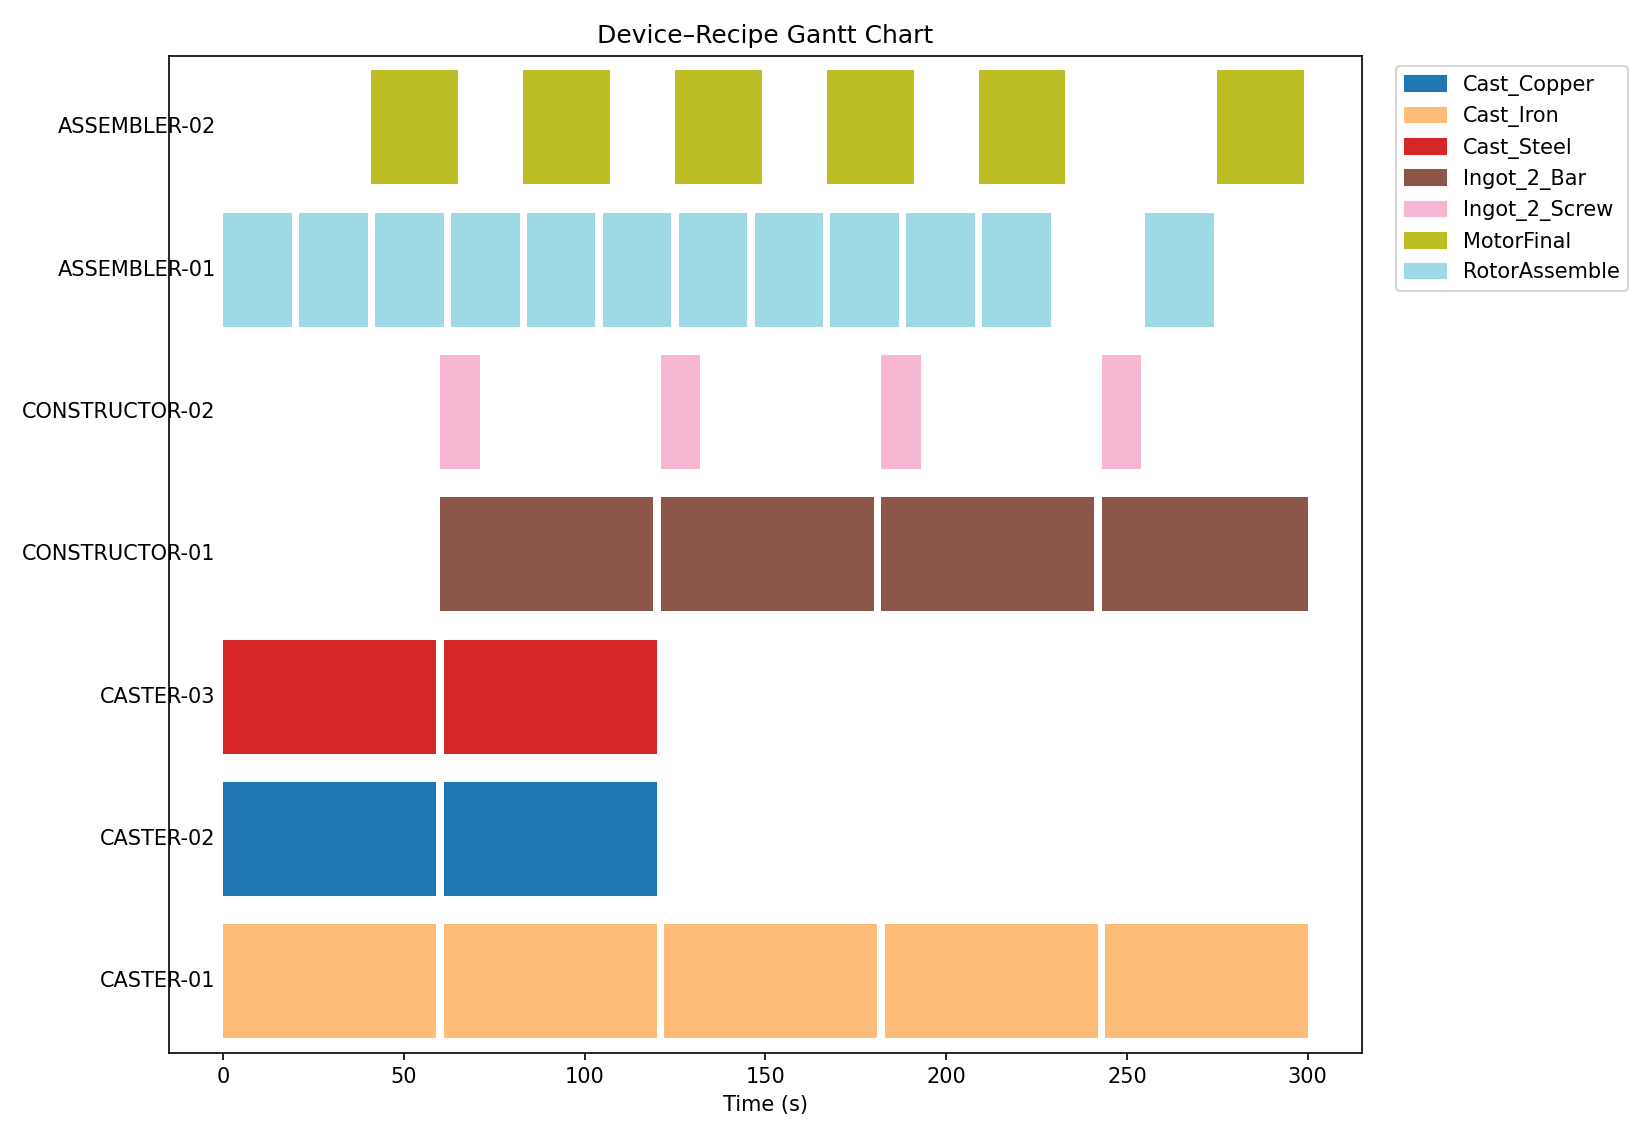 Device–Recipe Gantt Chart
ASSEMBLER-02
ASSEMBLER-01
CONSTRUCTOR-02
CONSTRUCTOR-01
CASTER-03
CASTER-02
CASTER-01
0 50 100 150 200 250 300
Time (s)
Cast_Copper
Cast_Iron
Cast_Steel
Ingot_2_Bar
Ingot_2_Screw
MotorFinal
RotorAssemble